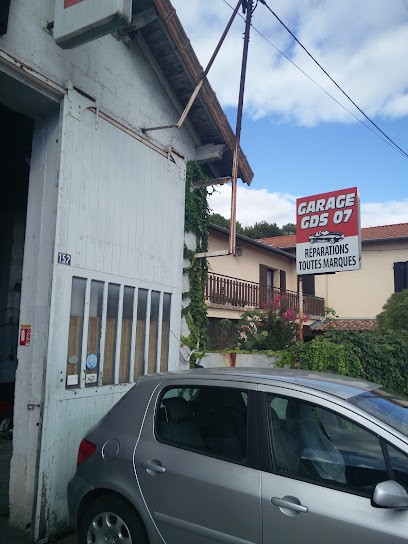 GARAGE
GDS 07
RÉPARATIONS
TOUTES MARQUES
152